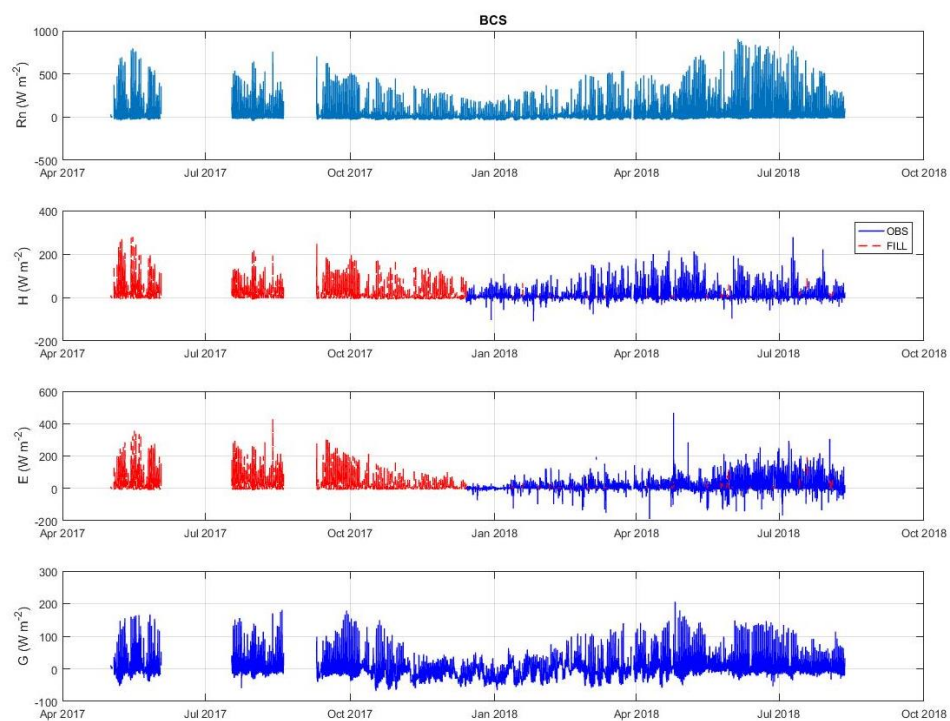 BCS
Rn (W m-2)
1000
500
0
-500
Apr 2017 Jul 2017 Oct 2017 Jan 2018 Apr 2018 Jul 2018 Oct 2018
H (W m-2)
400
200
0
-200
OBS
FILL
Apr 2017 Jul 2017 Oct 2017 Jan 2018 Apr 2018 Jul 2018 Oct 2018
E (W m-2)
600
400
200
0
-200
Apr 2017 Jul 2017 Oct 2017 Jan 2018 Apr 2018 Jul 2018 Oct 2018
G (W m-2)
300
200
100
0
-100
Apr 2017 Jul 2017 Oct 2017 Jan 2018 Apr 2018 Jul 2018 Oct 2018